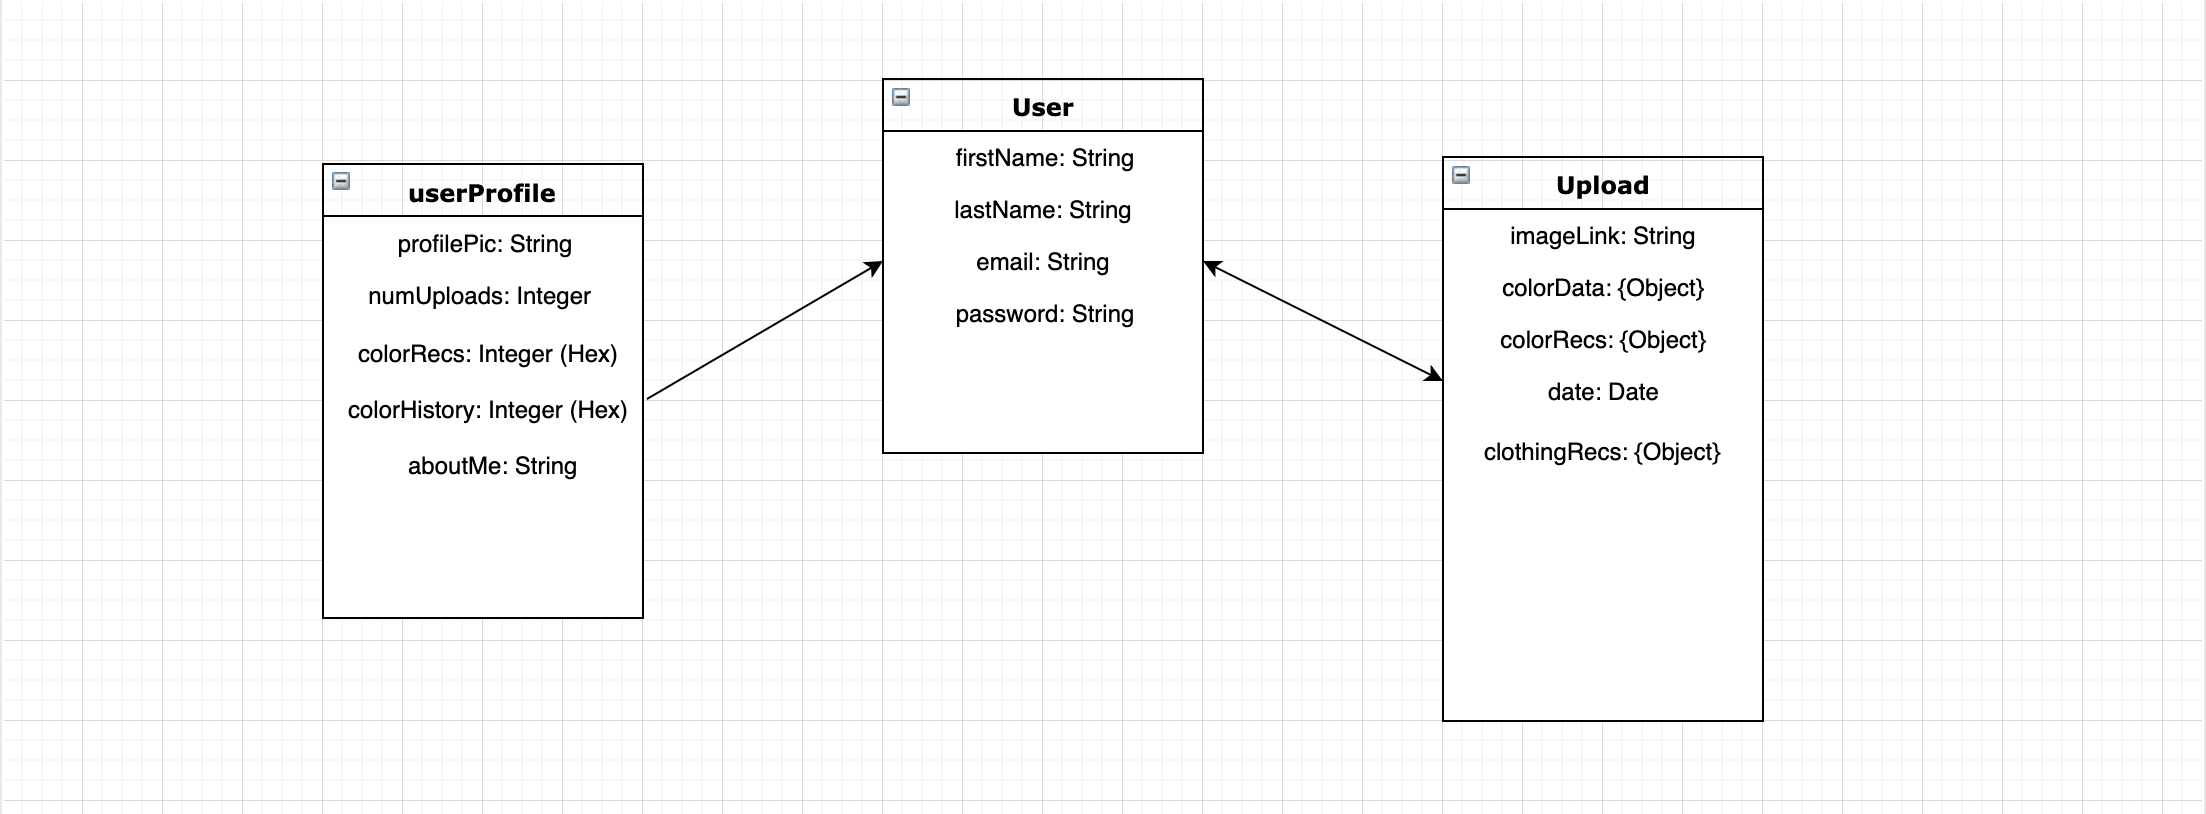 userProfile
profilePic: String
numUploads: Integer
colorRecs: Integer (Hex)
colorHistory: Integer (Hex)
aboutMe: String
User
firstName: String
lastName: String
email: String
password: String
Upload
imageLink: String
colorData: {Object}
colorRecs: {Object}
date: Date
clothingRecs: {Object}